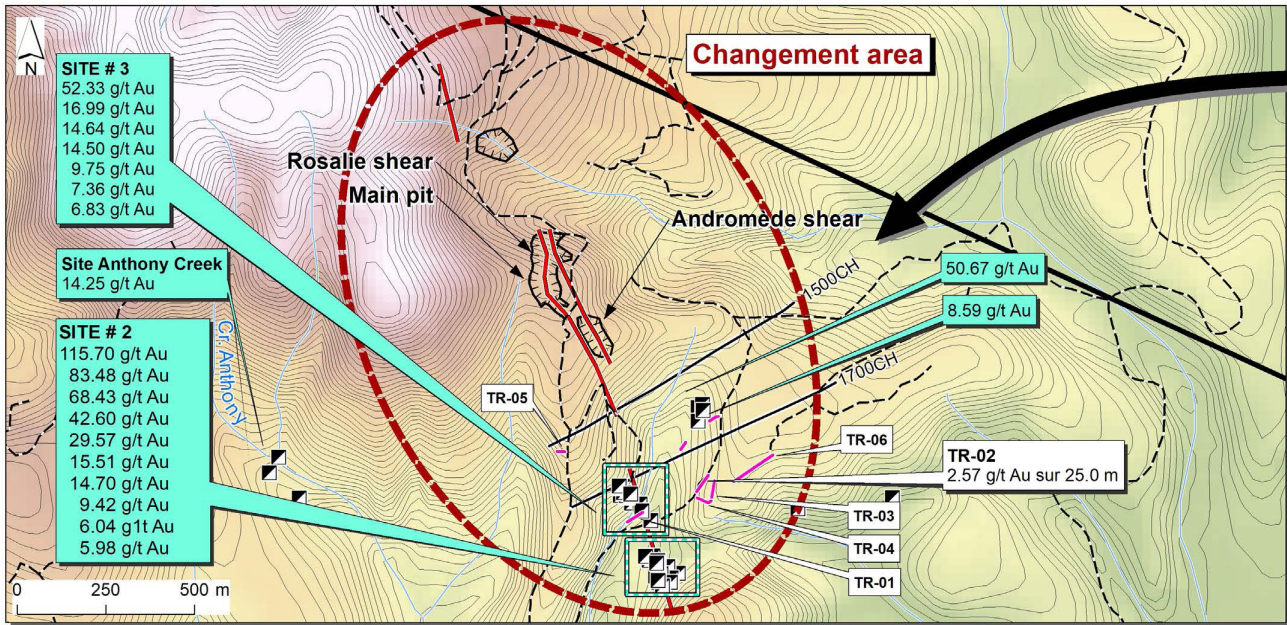 N
SITE # 3
52.33 g/t Au
16.99 g/t Au
14.64 g/t Au
14.50 g/t Au
9.75 g/t Au
7.36 g/t Au
6.83 g/t Au
Site Anthony Creek
14.25 g/t Au
SITE # 2
115.70 g/t Au
83.48 g/t Au
68.43 g/t Au
42.60 g/t Au
29.57 g/t Au
15.51 g/t Au
14.70 g/t Au
9.42 g/t Au
6.04 g1t Au
5.98 g/t Au
0 250 500 m
Cr. Anthony
Changement area
Rosalie shear
Main pit
Andromède shear
1500CH
1700CH
50.67 g/t Au
8.59 g/t Au
TR-05
TR-06
TR-02
2.57 g/t Au sur 25.0 m
TR-03
TR-04
TR-01